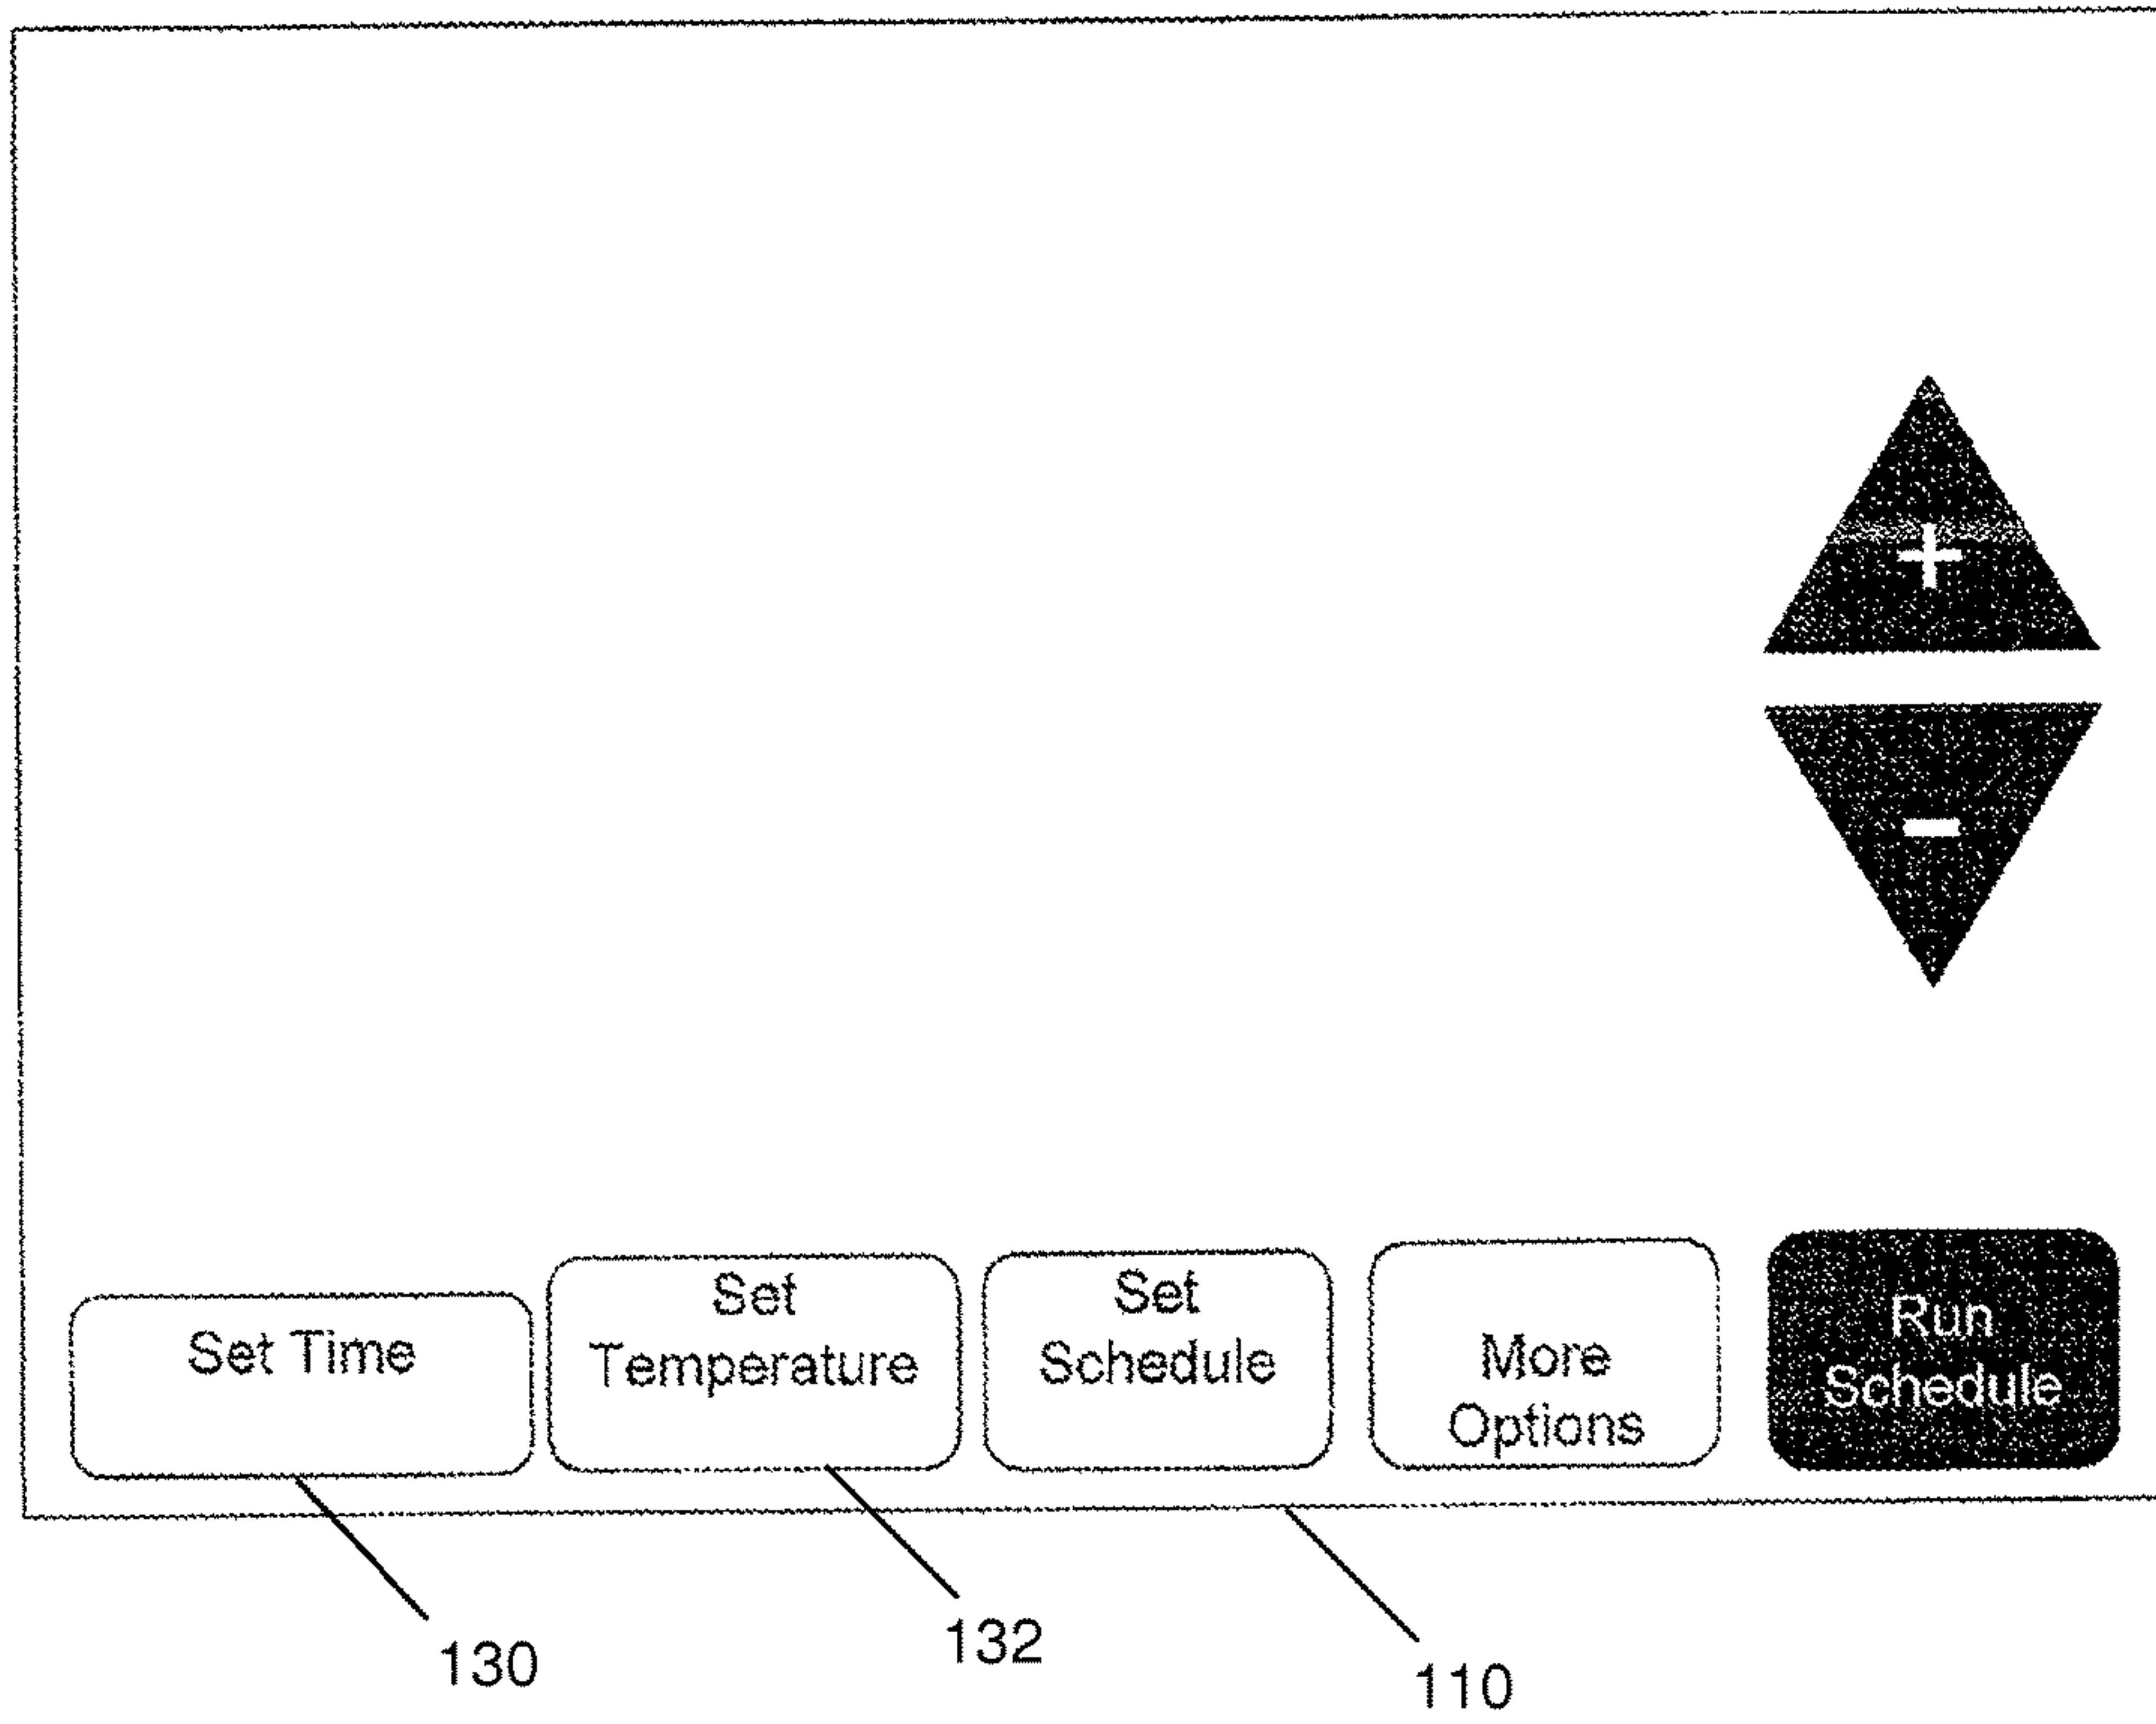 +
-
Set Time
Set
Temperature
Set
Schedule
More
Options
Run
Schedule
130
132
110